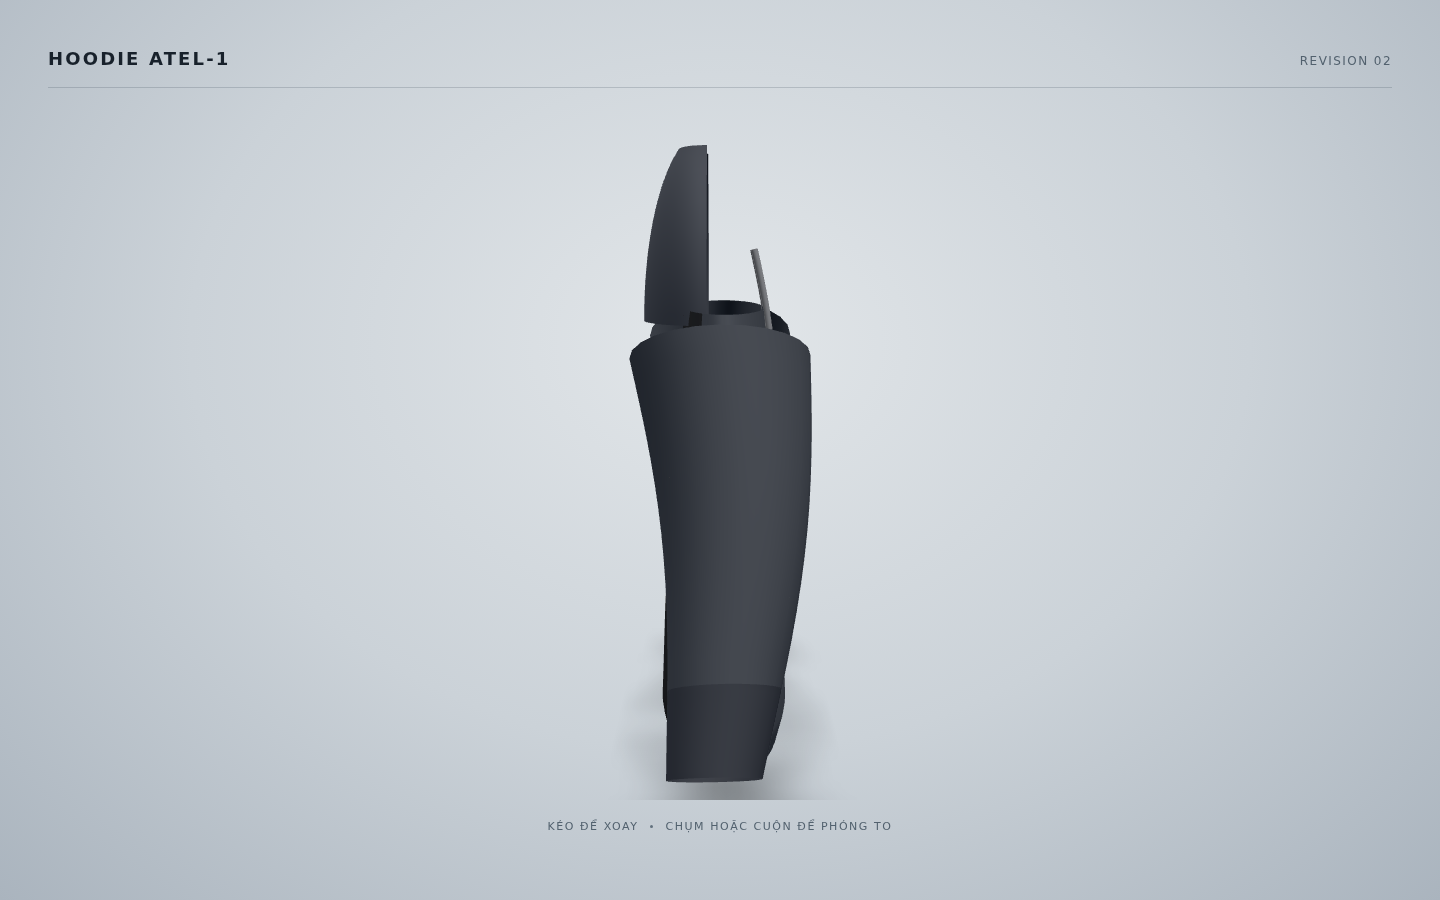 HOODIE ATEL-1
REVISION 02
KÉO ĐỂ XOAY • CHỤM HOẶC CUỘN ĐỂ PHÓNG TO